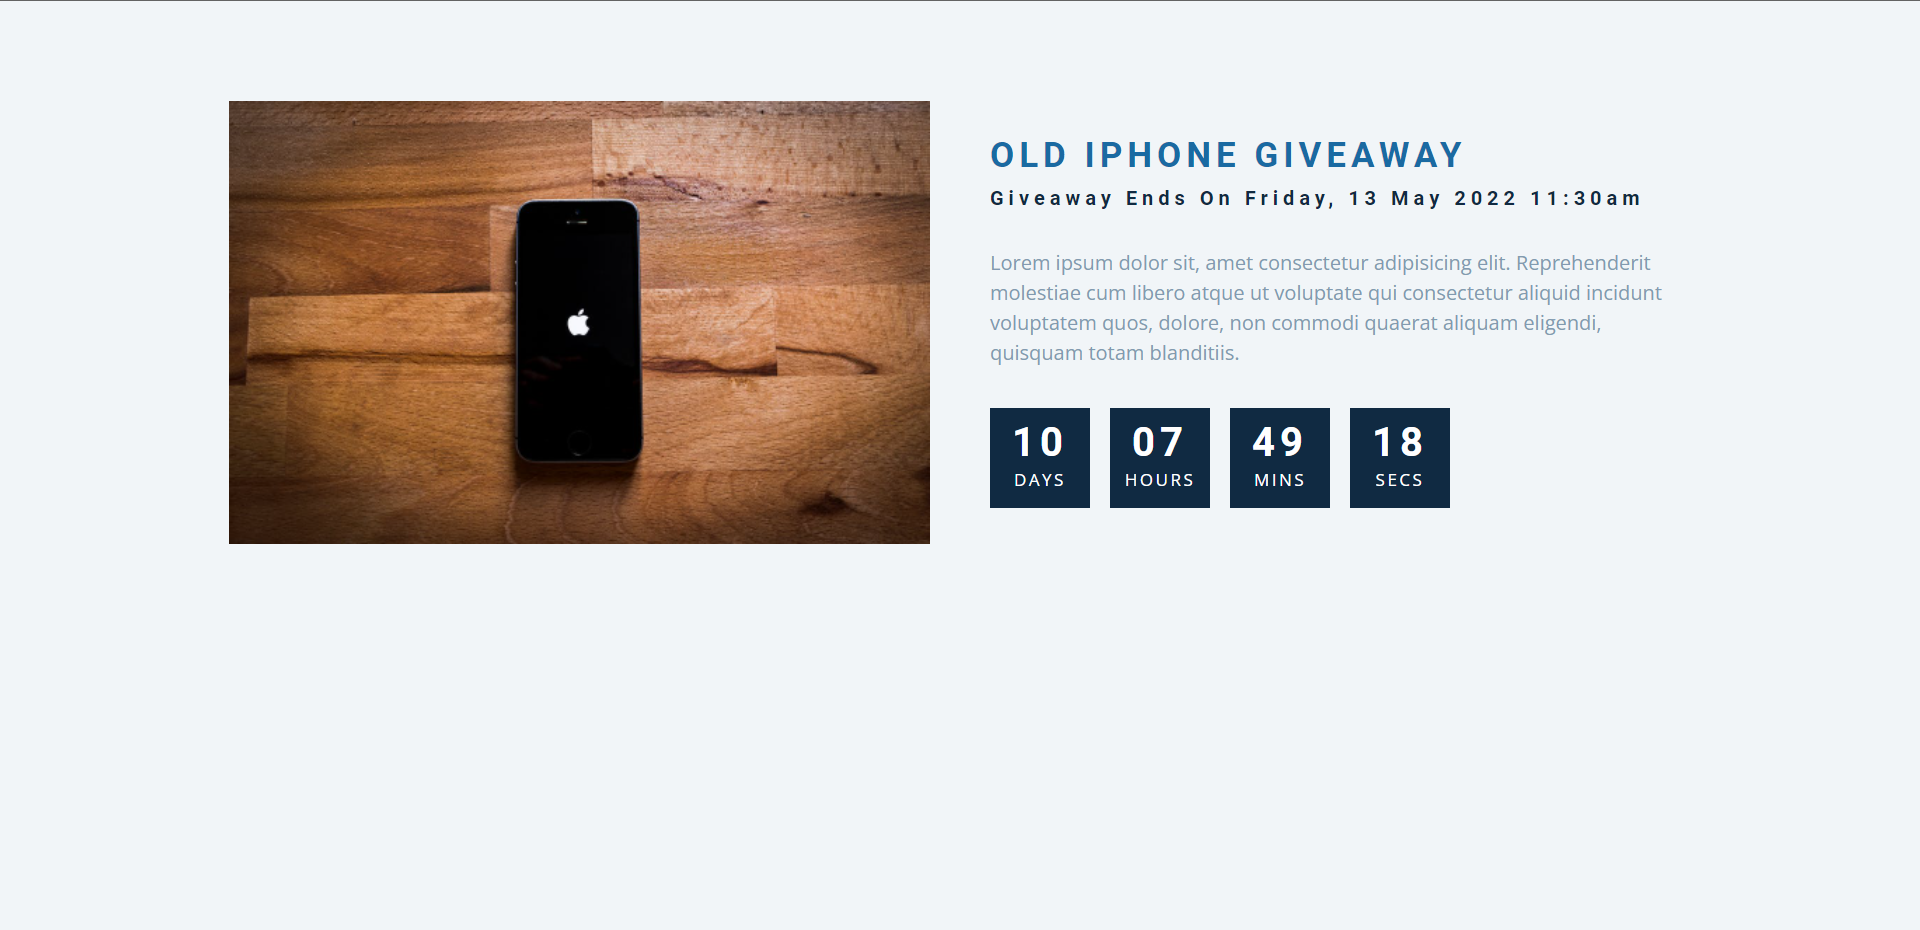 OLD IPHONE GIVEAWAY
Giveaway Ends On Friday, 13 May 2022 11:30am
Lorem ipsum dolor sit, amet consectetur adipisicing elit. Reprehenderit
molestiae cum libero atque ut voluptate qui consectetur aliquid incidunt
voluptatem quos, dolore, non commodi quaerat aliquam eligendi,
quisquam totam blanditiis.
10 07 49 18
DAYS HOURS MINS SECS